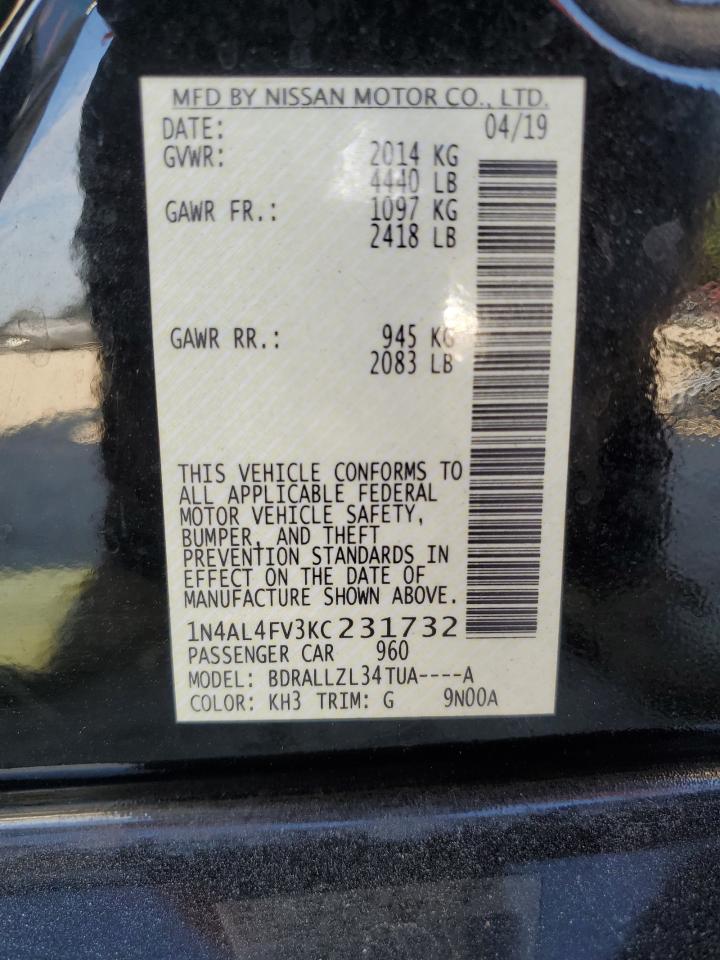 MFD BY NISSAN MOTOR CO., LTD.
DATE: 04/19
GVWR: 2014 KG
4440 LB
GAWR FR.: 1097 KG
2418 LB
GAWR RR.: 945 KG
2083 LB
THIS VEHICLE CONFORMS TO
ALL APPLICABLE FEDERAL
MOTOR VEHICLE SAFETY,
BUMPER, AND THEFT
PREVENTION STANDARDS IN
EFFECT ON THE DATE OF
MANUFACTURE SHOWN ABOVE.
1N4AL4FV3KC231732
PASSENGER CAR 960
MODEL: BDRALLZL34TUA----A
COLOR: KH3 TRIM: G 9N00A